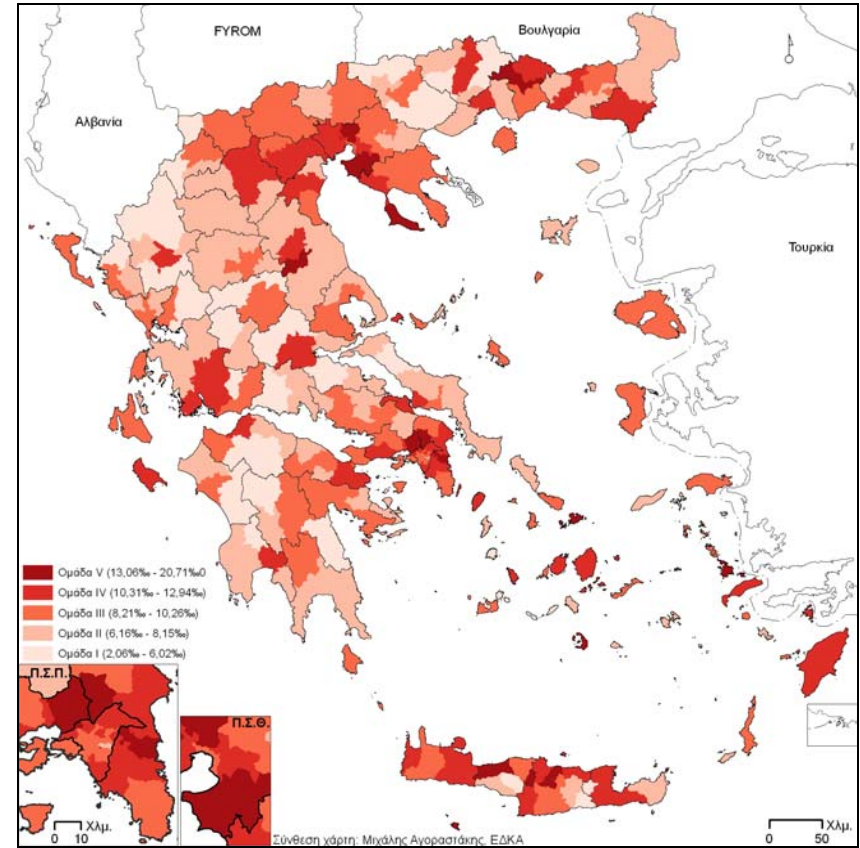 FYROM
Βουλγαρία
Αλβανία
Τουρκία
Ομάδα V (13,06‰ - 20,71‰0
Ομάδα IV (10,31‰ - 12,94‰)
Ομάδα III (8,21‰ - 10,26‰)
Ομάδα II (6,16‰ - 8,15‰)
Ομάδα I (2,06‰ - 6,02‰)
Π.Σ.Π.
Π.Σ.Θ.
0 10 Χλμ.
Σύνθεση χάρτη: Μιχάλης Αγοραστάκης, ΕΔΚΑ
Χλμ.
0 50